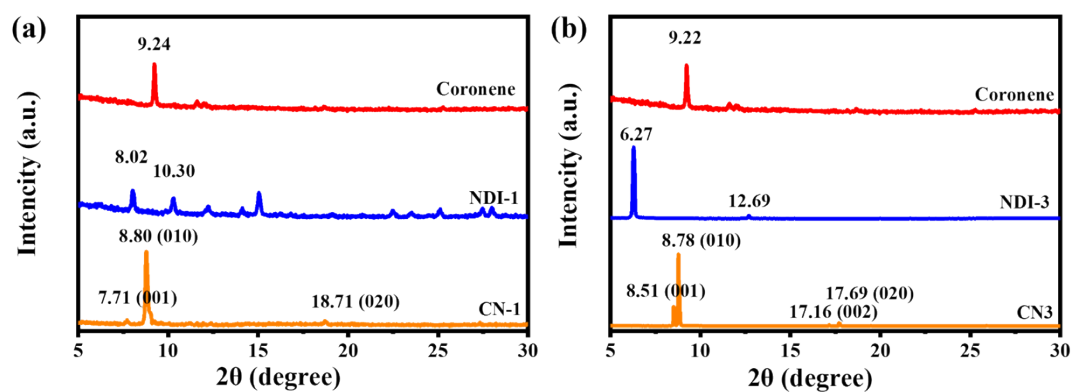 (a)
Intencity (a.u.)
9.24
Coronene
8.02
10.30
NDI-1
8.80 (010)
7.71 (001)
18.71 (020)
CN-1
5 10 15 20 25 30
2θ (degree)
(b)
Intencity (a.u.)
9.22
Coronene
6.27
12.69
NDI-3
8.78 (010)
8.51 (001)
17.69 (020)
17.16 (002)
CN3
5 10 15 20 25 30
2θ (degree)